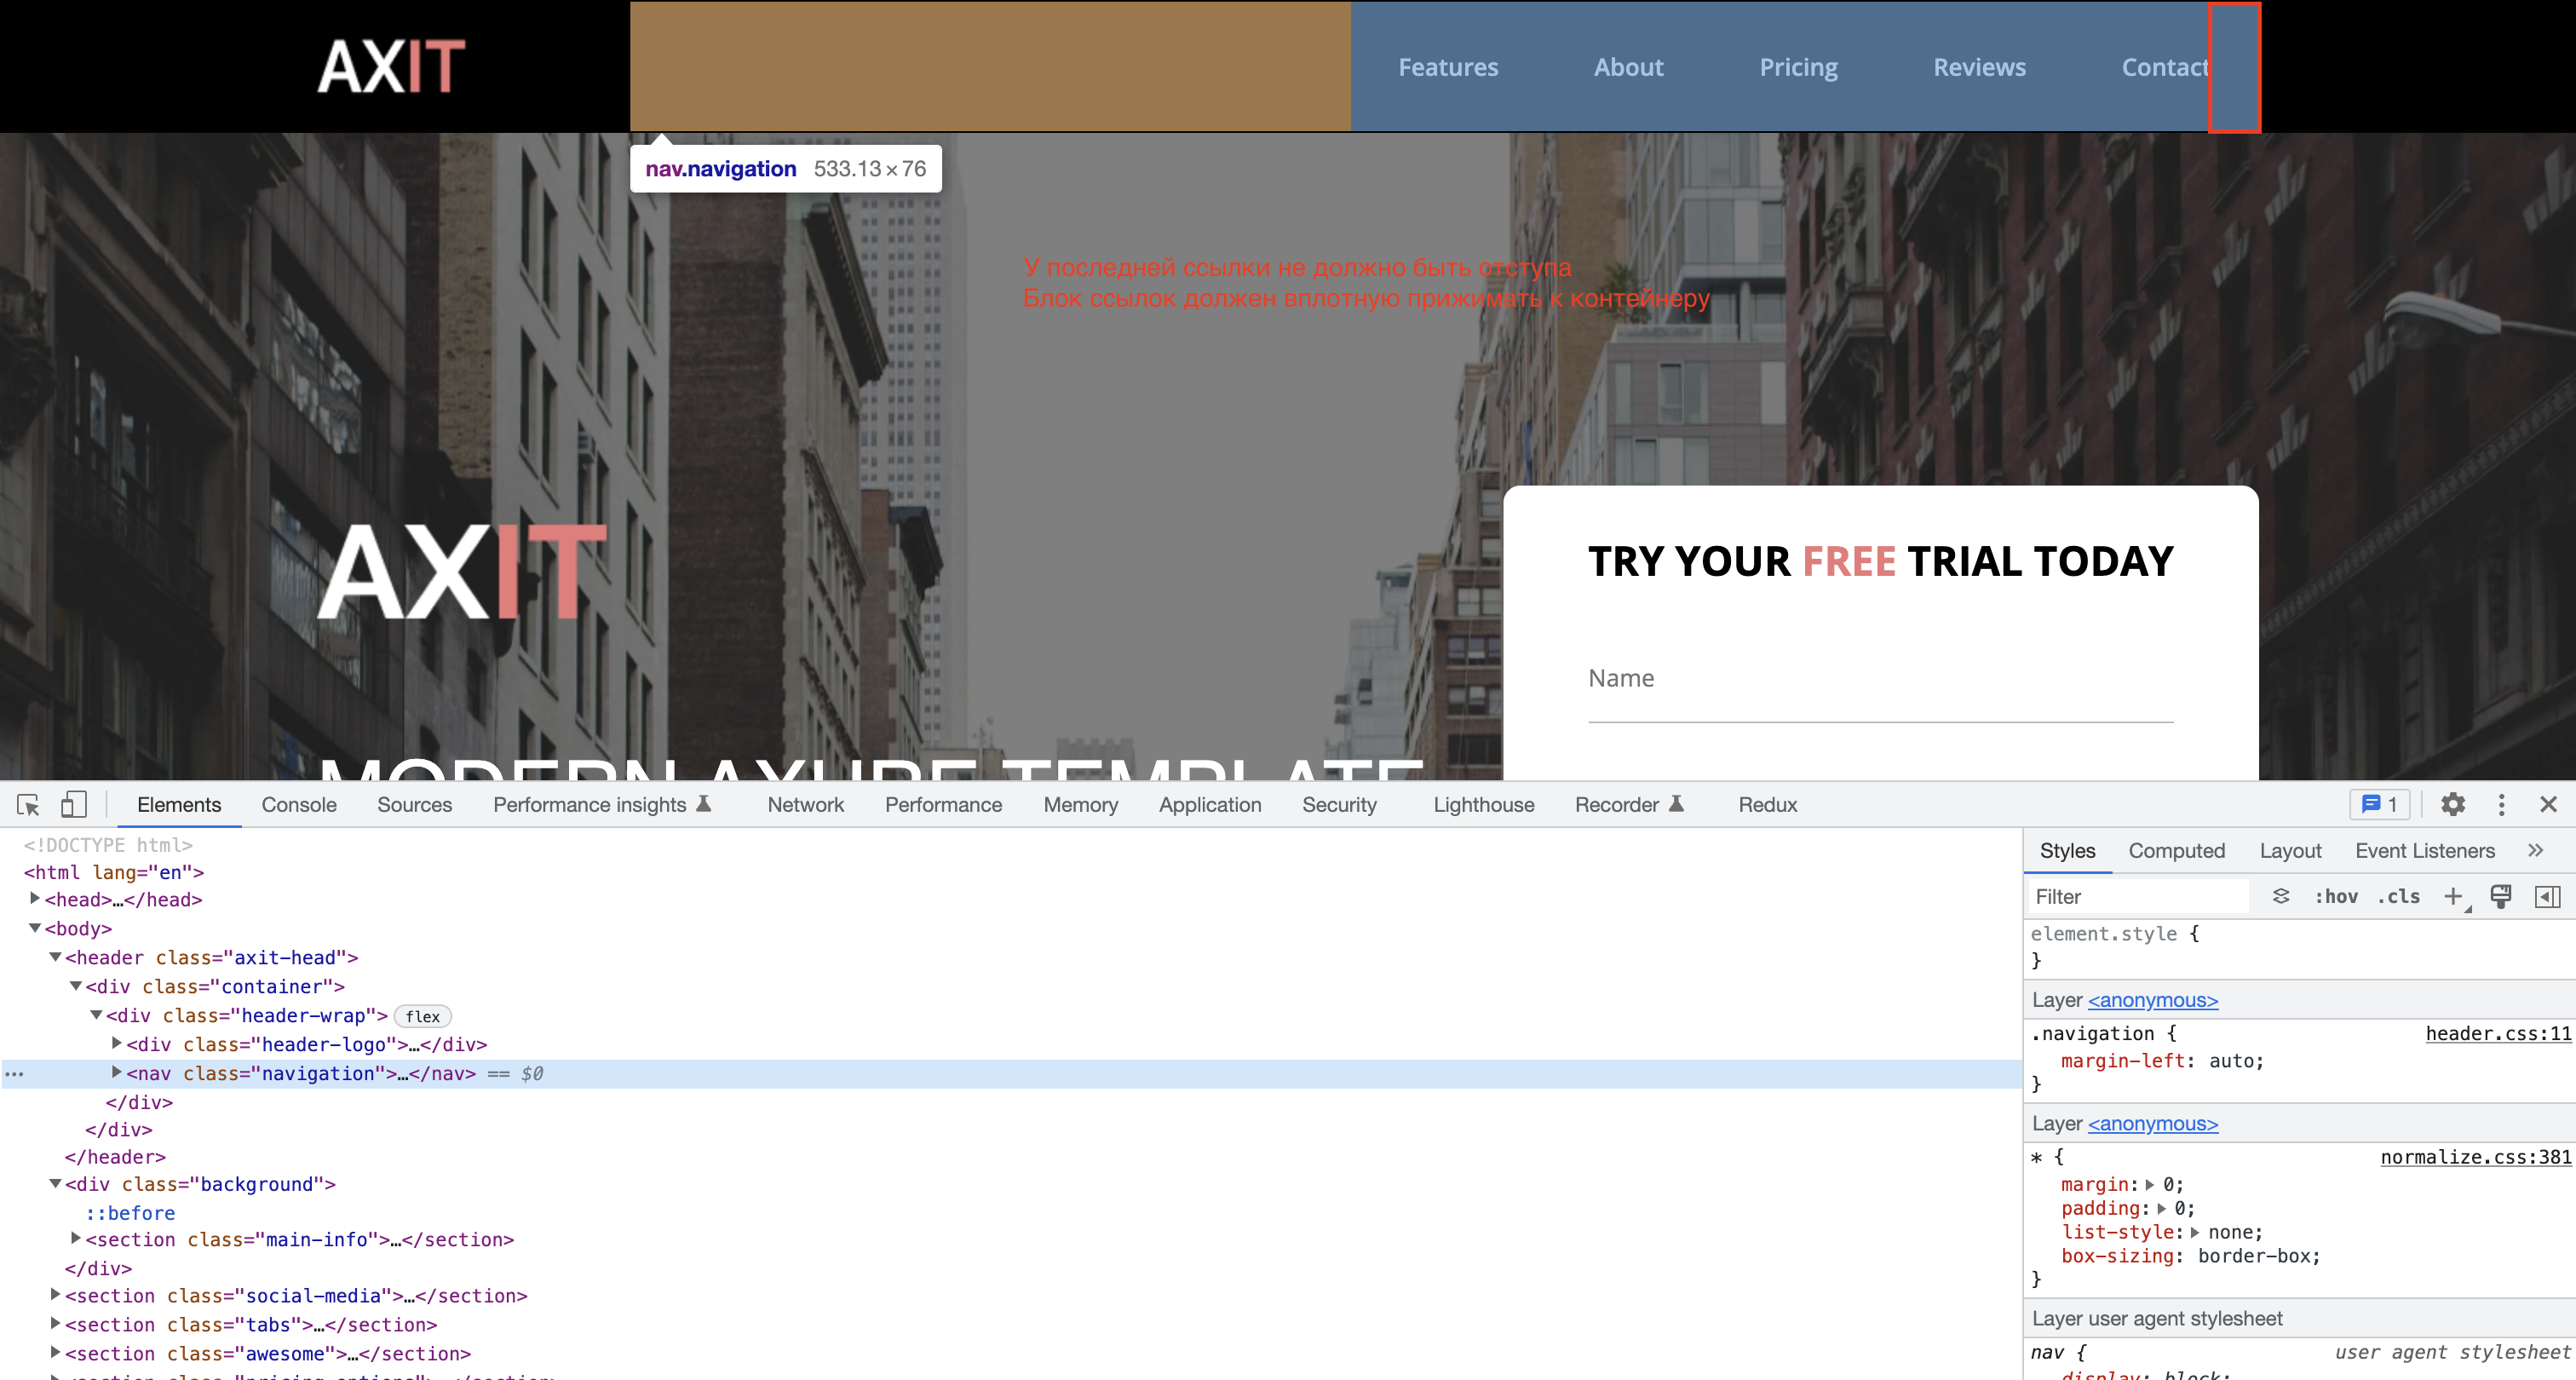 AXIT
Features About Pricing Reviews Contact
nav.navigation 533.13×76
У последней ссылки не должно быть отступа
Блок ссылок должен вплотную прижимать к контейнеру
AXIT
TRY YOUR FREE TRIAL TODAY
Name
MODERN AXURE TEMPLATE
Elements Console Sources Performance insights Network Performance Memory Application Security Lighthouse Recorder Redux 1
<!DOCTYPE html>
<html lang="en">
<head>…</head>
<body>
<header class="axit-head">
<div class="container">
<div class="header-wrap"> flex
<div class="header-logo">…</div>
<nav class="navigation">…</nav> == $0
</div>
</div>
</header>
<div class="background">
::before
<section class="main-info">…</section>
</div>
<section class="social-media">…</section>
<section class="tabs">…</section>
<section class="awesome">…</section>
<section class="pricing-options">…</section>
Styles Computed Layout Event Listeners »
Filter :hov .cls +
element.style {
}
Layer <anonymous>
.navigation { header.css:11
margin-left: auto;
}
Layer <anonymous>
* { normalize.css:381
margin: 0;
padding: 0;
list-style: none;
box-sizing: border-box;
}
Layer user agent stylesheet
nav { user agent stylesheet
display: block;